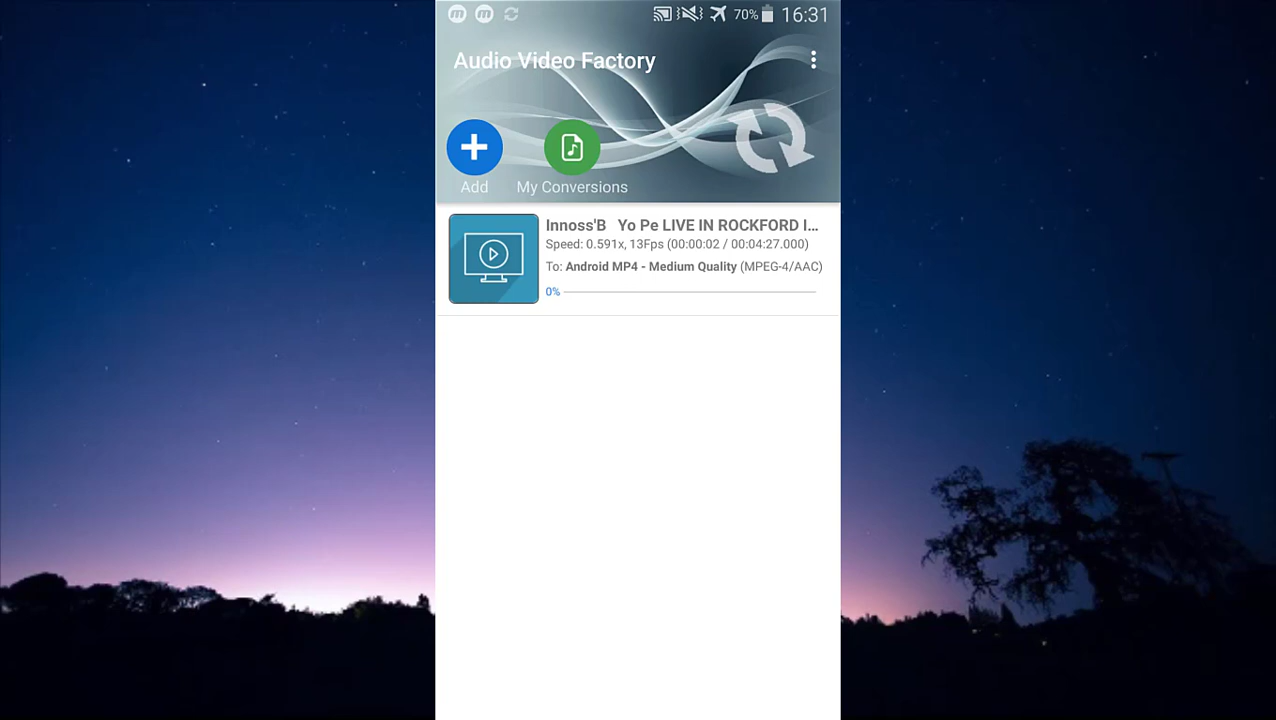 70% 16:31
Audio Video Factory
Add My Conversions
Innoss'B Yo Pe LIVE IN ROCKFORD I...
Speed: 0.591x, 13Fps (00:00:02 / 00:04:27.000)
To: Android MP4 - Medium Quality (MPEG-4/AAC)
0%